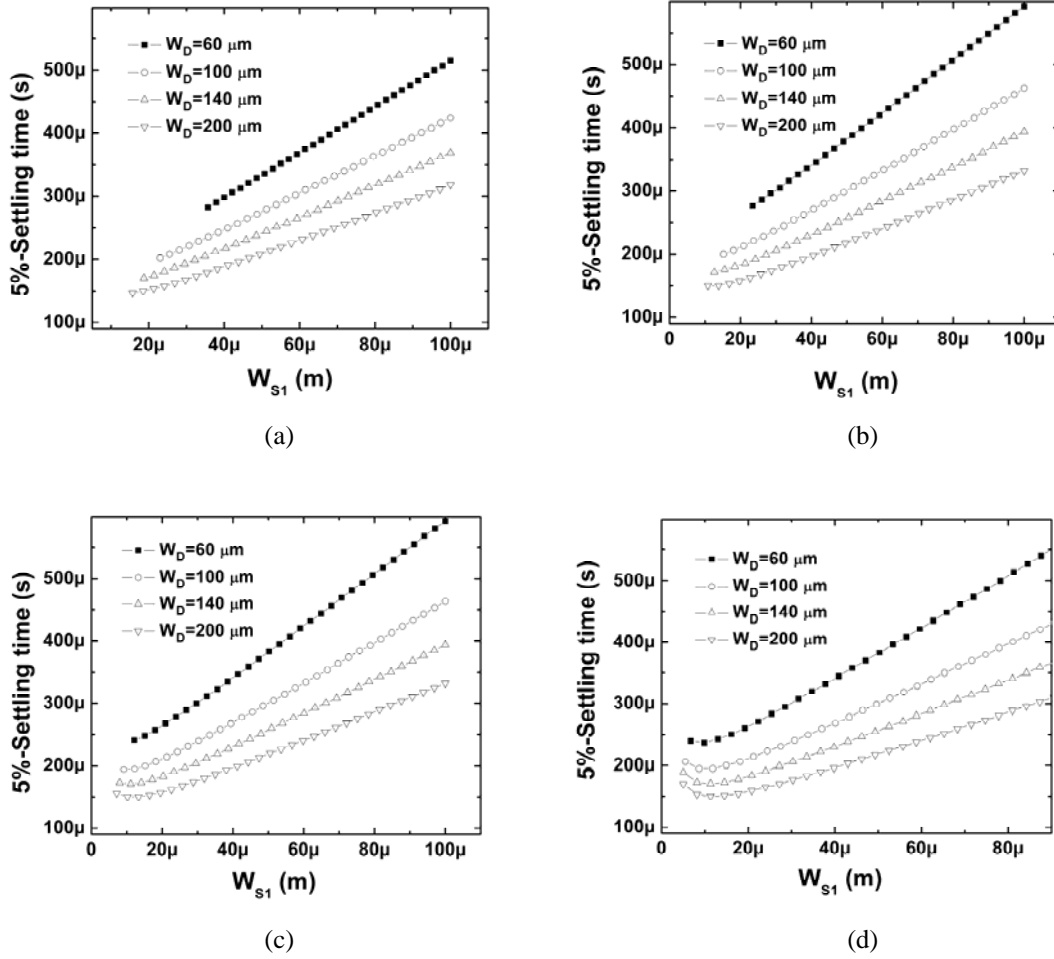 W_D=60 μm
W_D=100 μm
W_D=140 μm
W_D=200 μm
500µ
400µ
300µ
200µ
100µ
5%-Settling time (s)
20µ 40µ 60µ 80µ 100µ
W_S1 (m)
(a)
W_D=60 μm
W_D=100 μm
W_D=140 μm
W_D=200 μm
500µ
400µ
300µ
200µ
100µ
5%-Settling time (s)
0 20µ 40µ 60µ 80µ 100µ
W_S1 (m)
(b)
W_D=60 μm
W_D=100 μm
W_D=140 μm
W_D=200 μm
500µ
400µ
300µ
200µ
100µ
5%-Settling time (s)
0 20µ 40µ 60µ 80µ 100µ
W_S1 (m)
(c)
W_D=60 μm
W_D=100 μm
W_D=140 μm
W_D=200 μm
500µ
400µ
300µ
200µ
100µ
5%-Settling time (s)
0 20µ 40µ 60µ 80µ
W_S1 (m)
(d)